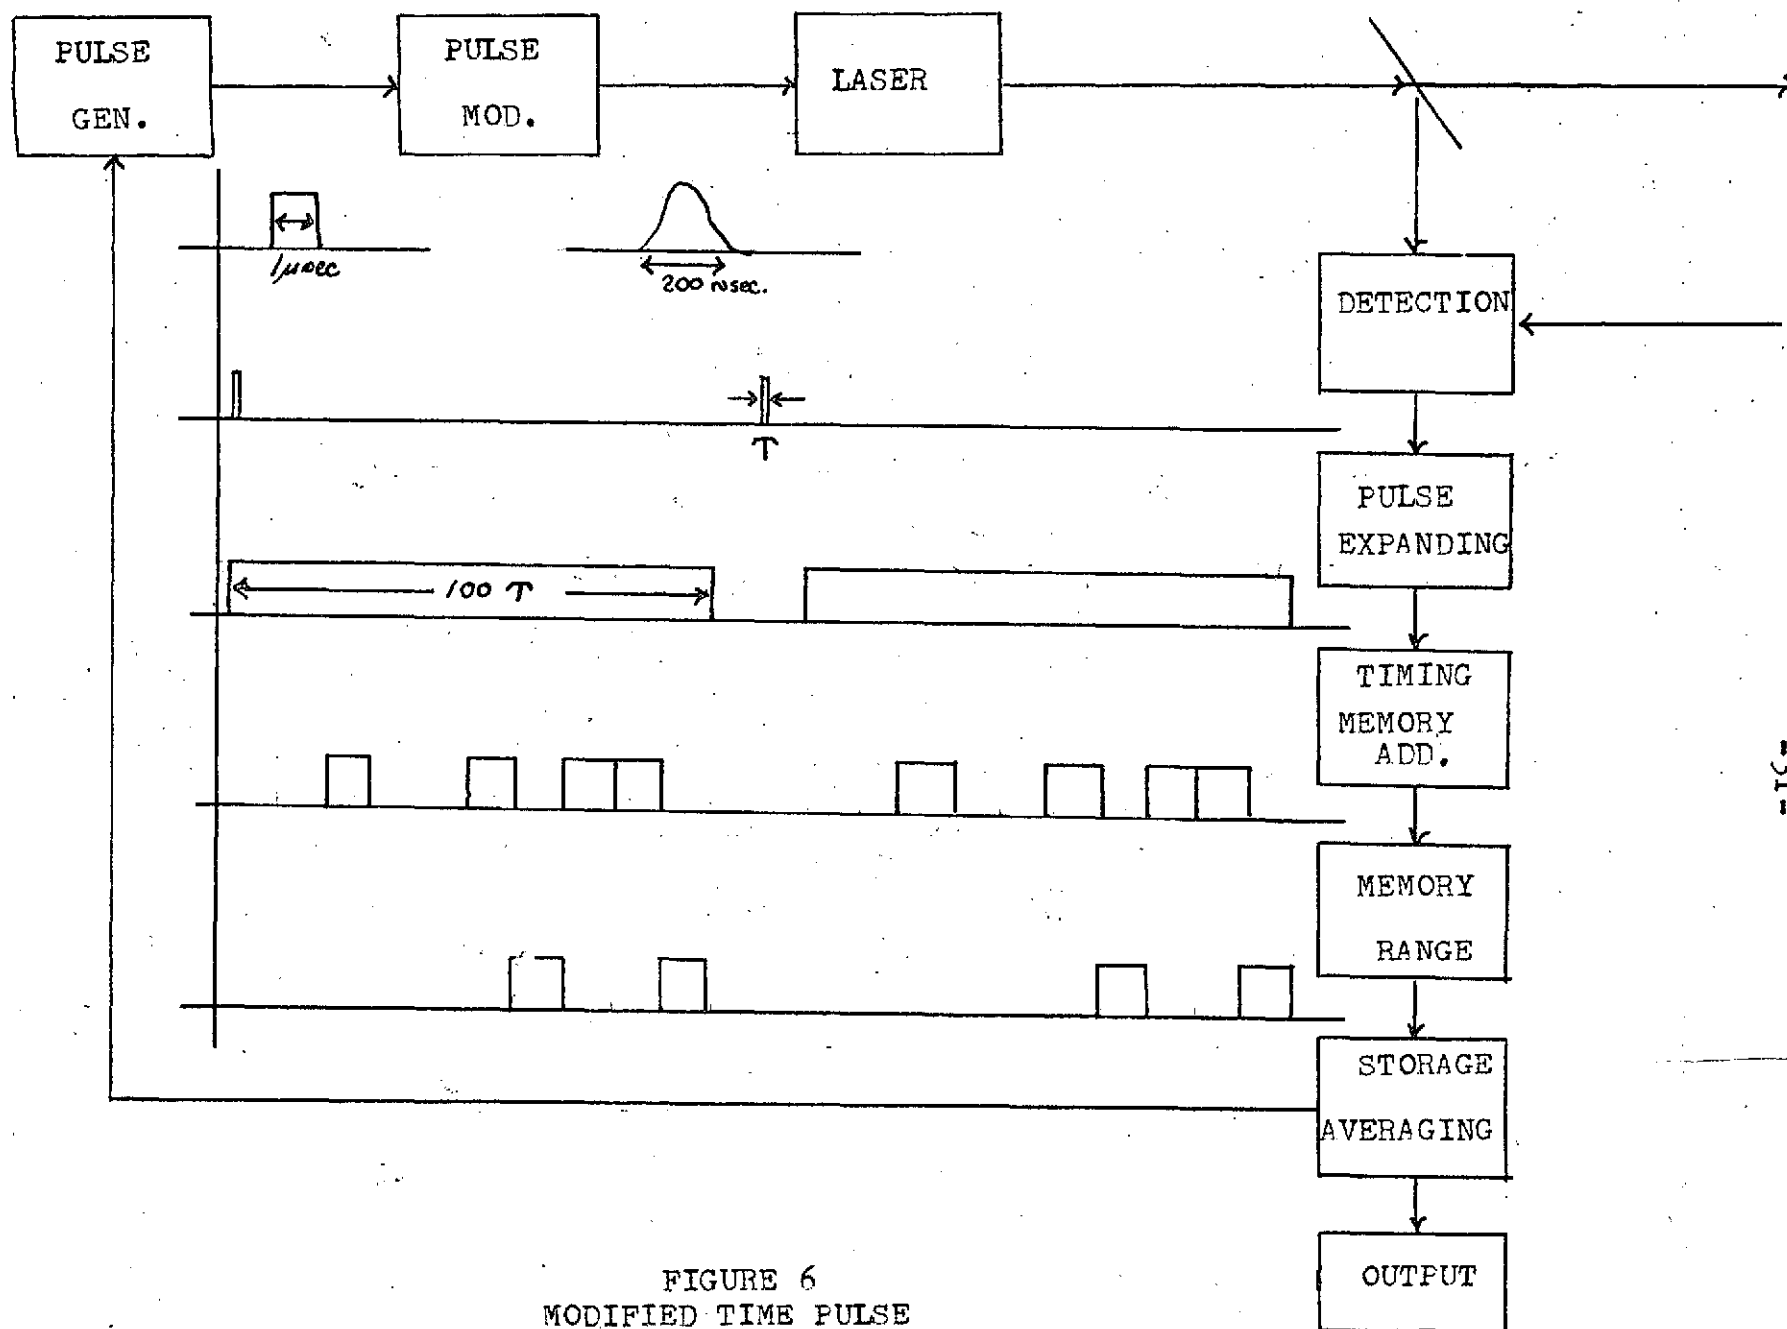 PULSE
GEN.
PULSE
MOD.
LASER
1μsec
200 nsec.
DETECTION
T
PULSE
EXPANDING
100 T
TIMING
MEMORY
ADD.
MEMORY
RANGE
STORAGE
AVERAGING
OUTPUT
FIGURE 6
MODIFIED TIME PULSE